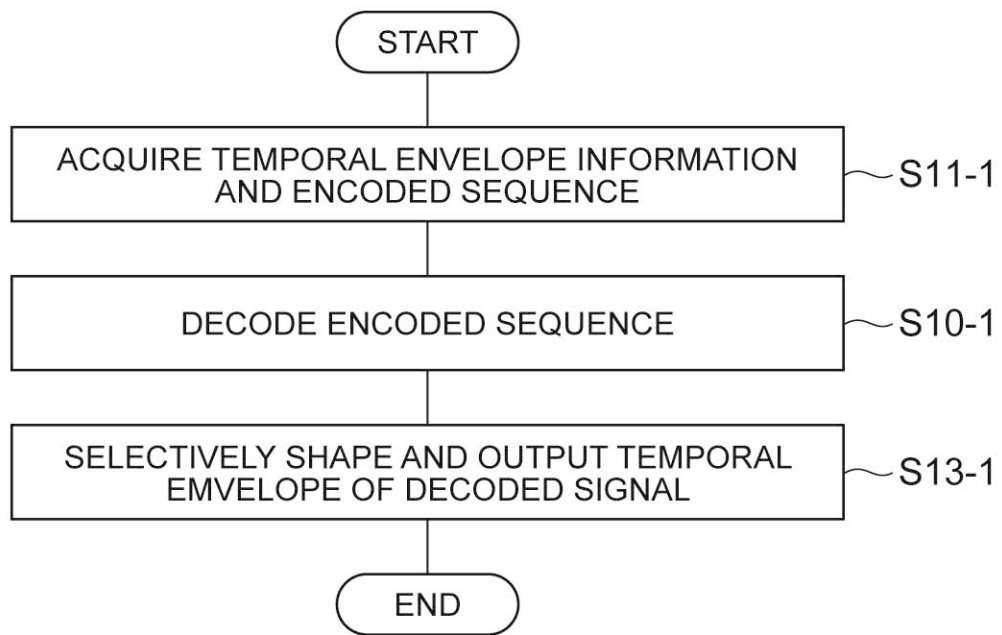 START
ACQUIRE TEMPORAL ENVELOPE INFORMATION
AND ENCODED SEQUENCE
S11-1
DECODE ENCODED SEQUENCE
S10-1
SELECTIVELY SHAPE AND OUTPUT TEMPORAL
EMVELOPE OF DECODED SIGNAL
S13-1
END